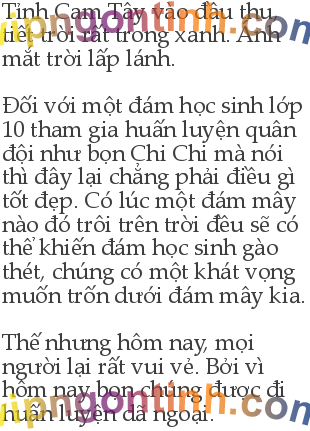 Tỉnh Cam Tây vào đầu thu,
tiết trời rất trong xanh. Ánh
mắt trời lấp lánh.
Đối với một đám học sinh lớp
10 tham gia huấn luyện quân
đội như bọn Chi Chi mà nói
thì đây lại chẳng phải điều gì
tốt đẹp. Có lúc một đám mây
nào đó trôi trên trời đều sẽ có
thể khiến đám học sinh gào
thét, chúng có một khát vọng
muốn trốn dưới đám mây kia.
Thế nhưng hôm nay, mọi
người lại rất vui vẻ. Bởi vì
hôm nay bọn chúng được đi
huấn luyện dã ngoại.